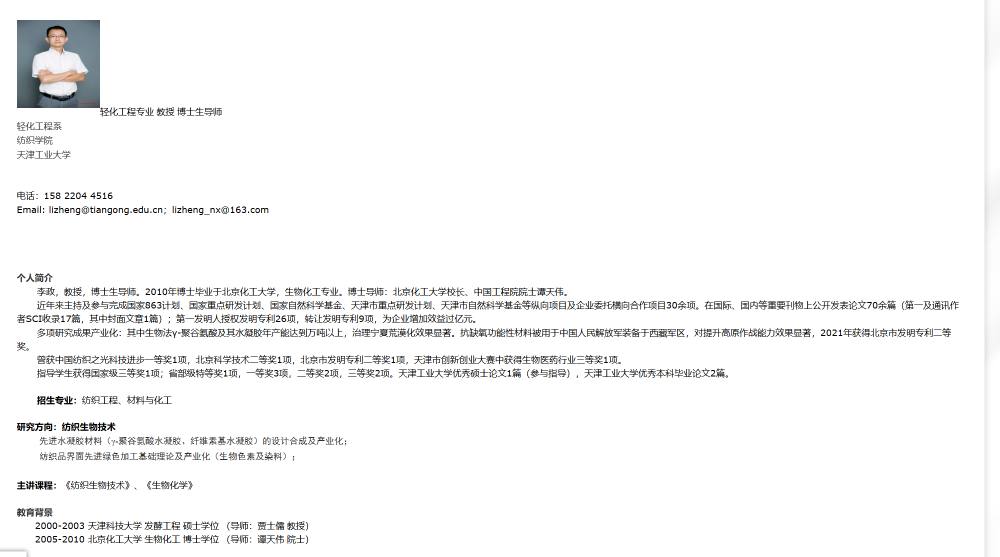 轻化工程专业 教授 博士生导师
轻化工程系
纺织学院
天津工业大学
电话：158 2204 4516
Email: lizheng@tiangong.edu.cn；lizheng_nx@163.com
个人简介
李政，教授，博士生导师。2010年博士毕业于北京化工大学，生物化工专业。博士导师：北京化工大学校长、中国工程院院士谭天伟。
近年来主持及参与完成国家863计划、国家重点研发计划、国家自然科学基金、天津市重点研发计划、天津市自然科学基金等纵向项目及企业委托横向合作项目30余项。在国际、国内等重要刊物上公开发表论文70余篇（第一及通讯作
者SCI收录17篇，其中封面文章1篇）；第一发明人授权发明专利26项，转让发明专利9项，为企业增加效益过亿元。
多项研究成果产业化：其中生物法γ-聚谷氨酸及其水凝胶年产能达到万吨以上，治理宁夏荒漠化效果显著。抗缺氧功能性材料被用于中国人民解放军装备于西藏军区，对提升高原作战能力效果显著，2021年获得北京市发明专利二等
奖。
曾获中国纺织之光科技进步一等奖1项，北京科学技术二等奖1项，北京市发明专利二等奖1项，天津市创新创业大赛中获得生物医药行业三等奖1项。
指导学生获得国家级三等奖1项；省部级特等奖1项，一等奖3项，二等奖2项，三等奖2项。天津工业大学优秀硕士论文1篇（参与指导），天津工业大学优秀本科毕业论文2篇。
招生专业：纺织工程、材料与化工
研究方向：纺织生物技术
先进水凝胶材料（γ-聚谷氨酸水凝胶、纤维素基水凝胶）的设计合成及产业化；
纺织品界面先进绿色加工基础理论及产业化（生物色素及染料）；
主讲课程：《纺织生物技术》、《生物化学》
教育背景
2000-2003 天津科技大学 发酵工程 硕士学位 （导师：贾士儒 教授）
2005-2010 北京化工大学 生物化工 博士学位 （导师：谭天伟 院士）